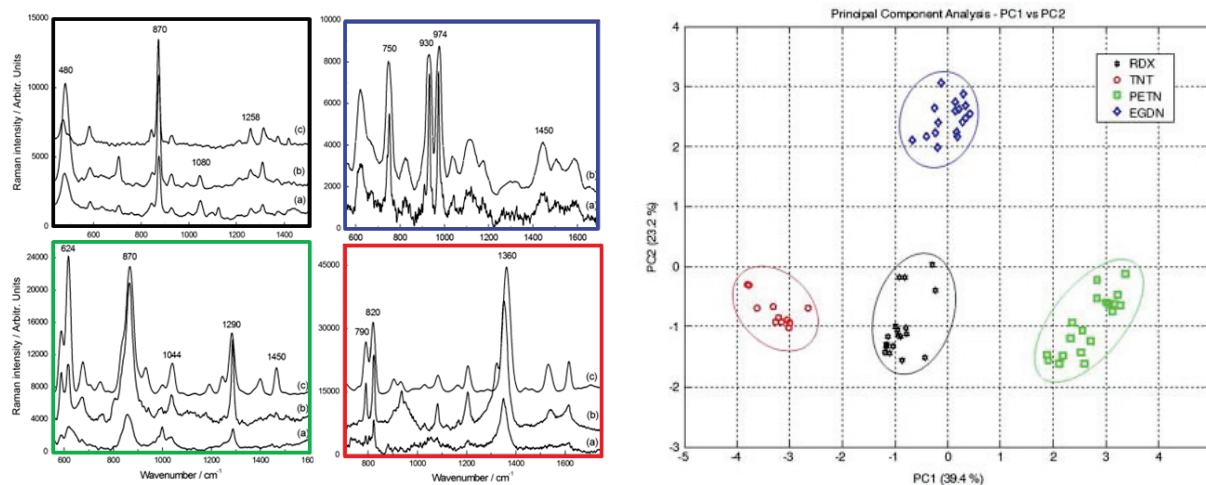 15000
10000
5000
0
Raman intensity / Arbitr. Units
480
870
1258
1080
(c)
(b)
(a)
600 800 1000 1200 1400
10000
8000
6000
4000
2000
0
750
930
974
1450
(b)
(a)
600 800 1000 1200 1400 1600
24000
20000
16000
12000
8000
4000
0
Raman intensity / Arbitr. Units
624
870
1290
1044
1450
(c)
(b)
(a)
600 800 1000 1200 1400 160
Wavenumber / cm⁻¹
45000
30000
15000
0
1360
820
790
(c)
(b)
(a)
800 1000 1200 1400 1600
Wavenumber / cm⁻¹
Principal Component Analysis - PC1 vs PC2
4
3
2
1
0
-1
-2
-3
PC2 (23.2 %)
RDX
TNT
PETN
EGDN
-5 -4 -3 -2 -1 0 1 2 3 4
PC1 (39.4 %)